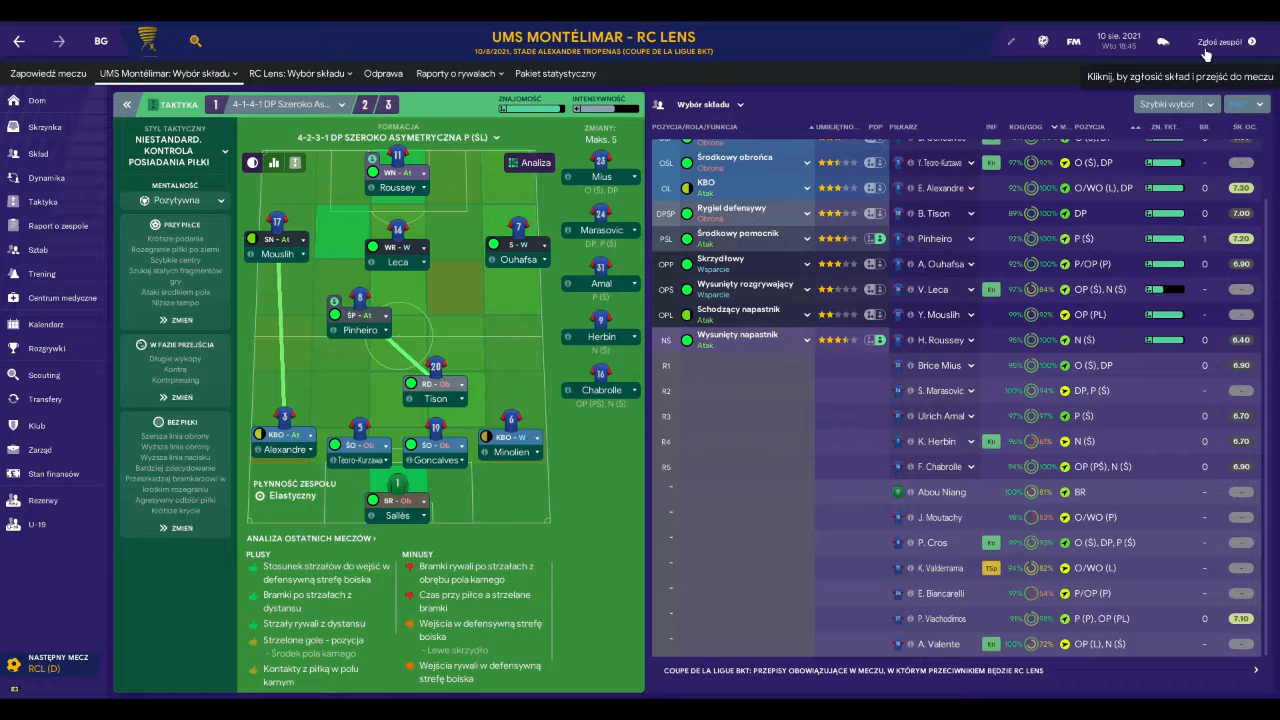 BG
UMS MONTÉLIMAR - RC LENS
10/8/2021, STADE ALEXANDRE TROPENAS (COUPE DE LA LIGUE BKT)
FM
10 sie. 2021
Wto 18:45
Zgłoś zespół
Kliknij, by zgłosić skład i przejść do meczu
Zapowiedź meczu
UMS Montélimar: Wybór składu
RC Lens: Wybór składu
Odprawa
Raporty o rywalach
Pakiet statystyczny
Dom
Skrzynka
Skład
Dynamika
Taktyka
Raport o zespole
Sztab
Trening
Centrum medyczne
Kalendarz
Rozgrywki
Scouting
Transfery
Klub
Zarząd
Stan finansów
Rezerwy
U-19
NASTĘPNY MECZ
RCL (D)
TAKTYKA
1
4-1-4-1 DP Szeroko As...
2
3
ZNAJOMOŚĆ
INTENSYWNOŚĆ
STYL TAKTYCZNY
NIESTANDARD.
KONTROLA
POSIADANIA PIŁKI
MENTALNOŚĆ
Pozytywna
PRZY PIŁCE
Krótsze podania
Rozegranie piłki po ziemi
Szybkie centry
Szukaj stałych fragmentów
gry
Ataki środkiem pola
Niższe tempo
ZMIEŃ
W FAZIE PRZEJŚCIA
Długie wykopy
Kontra
Kontrpressing
ZMIEŃ
BEZ PIŁKI
Szersza linia obrony
Wyższa linia obrony
Wyższa linia nacisku
Bardziej zdecydowanie
Przeszkadzaj bramkarzowi w
krótkim rozegraniu
Agresywny odbiór piłki
Krótsze krycie
ZMIEŃ
FORMACJA
4-2-3-1 DP SZEROKO ASYMETRYCZNA P (ŚL)
Analiza
11
WN - At
Roussey
17
SN - At
Mouslih
14
WR - W
Leca
7
S - W
Ouhafsa
8
ŚP - At
Pinheiro
20
RD - Ob
Tison
3
KBO - At
Alexandre
5
ŚO - Ob
Teoro-Kurzawa
19
ŚO - Ob
Goncalves
6
KBO - W
Minolien
1
BR - Ob
Sallès
PŁYNNOŚĆ ZESPOŁU
Elastyczny
ZMIANY:
Maks. 5
23
Mius
O (Ś), DP
24
Marasovic
DP, P (Ś)
31
Amal
P (Ś)
9
Herbin
N (Ś)
16
Chabrolle
OP (PŚ), N (Ś)
ANALIZA OSTATNICH MECZÓW >
PLUSY
Stosunek strzałów do wejść w
defensywną strefę boiska
Bramki po strzałach z
dystansu
Strzały rywali z dystansu
Strzelone gole - pozycja
- Środek pola karnego
Kontakty z piłką w polu
karnym
MINUSY
Bramki rywali po strzałach z
obrębu pola karnego
Czas przy piłce a strzelane
bramki
Wejścia w defensywną strefę
boiska
- Lewe skrzydło
Wejścia rywali w defensywną
strefę boiska
Wybór składu
Szybki wybór
POZYCJA/ROLA/FUNKCJA
UMIEJĘTNO...
PDP
PIŁKARZ
INF
KOG/GOG
M...
POZYCJA
ZN. TKT.
BR.
ŚR. OC.
Obrona
OŚL Środkowy obrońca Obrona Y. Teoro-Kurzawa Ktr 97% 92% O (Ś), DP - -
OL KBO Atak E. Alexandre 92% 100% O/WO (L), DP 0 7.30
DPŚP Rygiel defensywny Obrona B. Tison 89% 100% DP 0 7.00
PŚL Środkowy pomocnik Atak Pinheiro 92% 100% P (Ś) 1 7.20
OPP Skrzydłowy Wsparcie A. Ouhafsa 92% 100% P/OP (P) 0 6.90
OPŚ Wysunięty rozgrywający Wsparcie V. Leca Ktr 97% 84% OP (Ś), N (Ś) - -
OPL Schodzący napastnik Atak Y. Mouslih 92% 100% OP (PL) 0 6.90
NŚ Wysunięty napastnik Atak H. Roussey 95% 100% N (Ś) 0 6.40
R1 Brice Mius 95% 100% O (Ś), DP 0 6.90
R2 S. Marasovic 100% 94% DP, P (Ś) - -
R3 Ulrich Amal 97% 97% P (Ś) 0 6.70
R4 K. Herbin Ktr 96% 61% N (Ś) 0 6.70
R5 F. Chabrolle 94% 100% OP (PŚ), N (Ś) 0 6.90
- Abou Niang 100% 81% BR - -
- J. Moutachy 98% 53% O/WO (P) - -
- P. Cros Ktr 99% 93% O (Ś), DP, P (Ś) - -
- K. Valderrama TSp 94% 82% O/WO (L) - -
- E. Biancarelli 97% 54% P/OP (P) - -
- P. Vlachodimos 91% 98% P (P), OP (PL) 0 7.10
- A. Valente Ktr 100% 72% OP (L), N (Ś) - -
COUPE DE LA LIGUE BKT: PRZEPISY OBOWIĄZUJĄCE W MECZU, W KTÓRYM PRZECIWNIKIEM BĘDZIE RC LENS